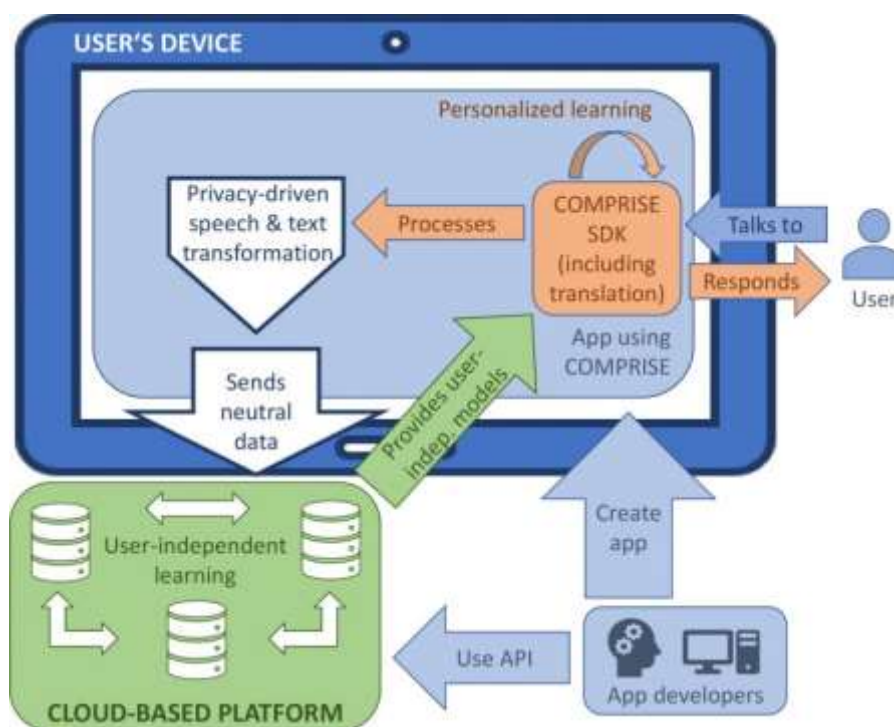 USER'S DEVICE
Personalized learning
Privacy-driven
speech & text
transformation
Processes
COMPRISE
SDK
(including
translation)
Talks to
Responds
User
App using
COMPRISE
Sends
neutral
data
Provides user-
indep. models
User-independent
learning
CLOUD-BASED PLATFORM
Create
app
Use API
App developers